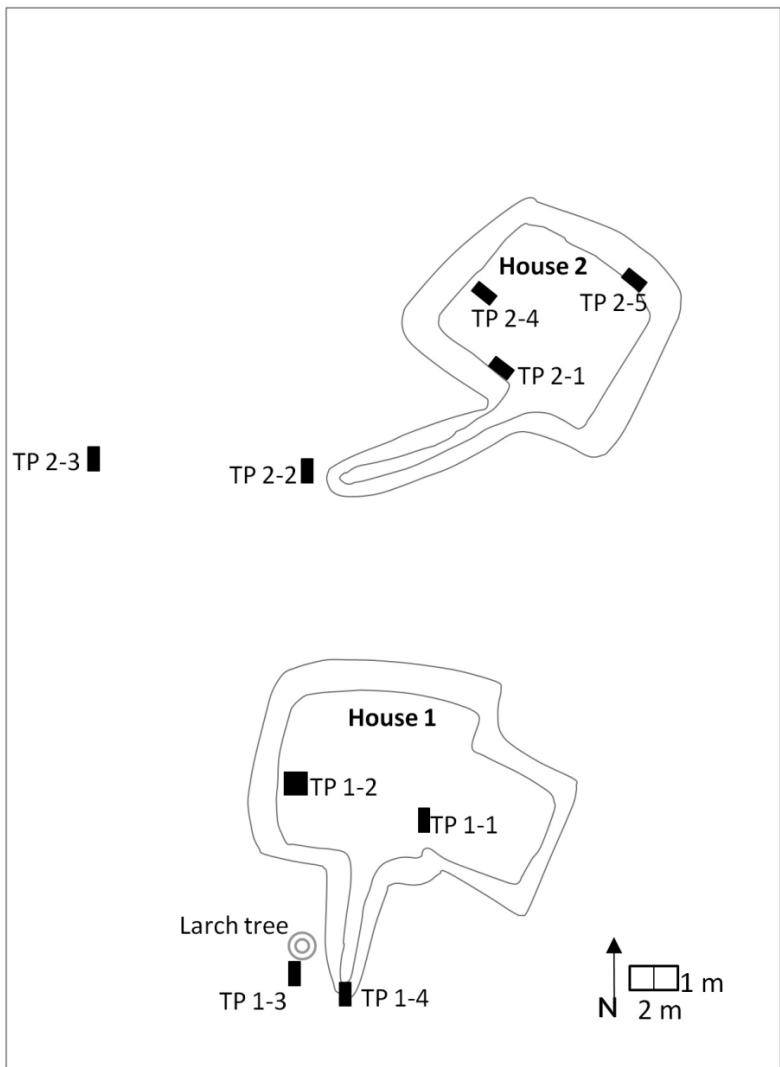 House 2
TP 2-4
TP 2-5
TP 2-1
TP 2-3
TP 2-2
House 1
TP 1-2
TP 1-1
Larch tree
TP 1-3
TP 1-4
N
1 m
2 m